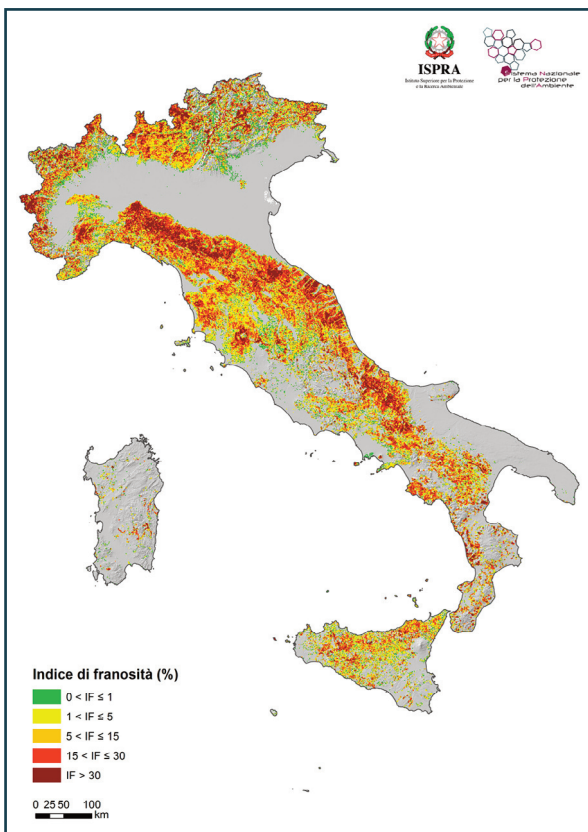 ISPRA
Istituto Superiore per la Protezione
e la Ricerca Ambientale
Sistema Nazionale
per la Protezione
dell'Ambiente
Indice di franosità (%)
0 < IF ≤ 1
1 < IF ≤ 5
5 < IF ≤ 15
15 < IF ≤ 30
IF > 30
0 25 50 100
km